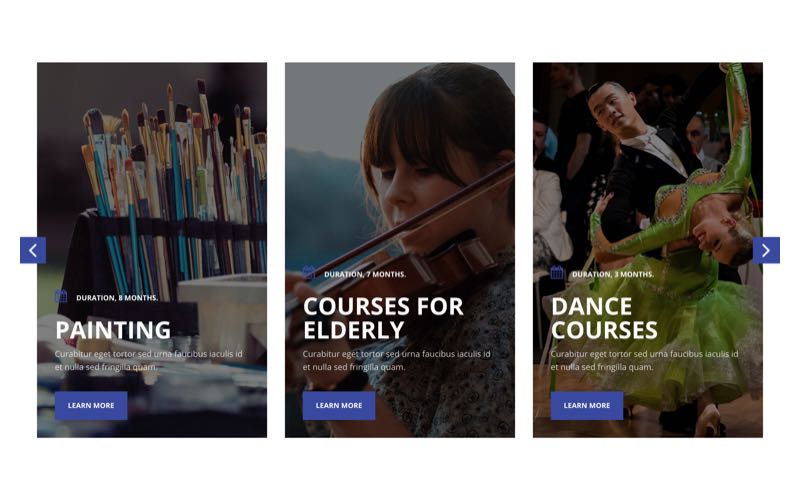 DURATION, 8 MONTHS.
PAINTING
Curabitur eget tortor sed urna faucibus iaculis id
et nulla sed fringilla quam.
LEARN MORE
DURATION, 7 MONTHS.
COURSES FOR
ELDERLY
Curabitur eget tortor sed urna faucibus iaculis id
et nulla sed fringilla quam.
LEARN MORE
DURATION, 3 MONTHS.
DANCE
COURSES
Curabitur eget tortor sed urna faucibus iaculis id
et nulla sed fringilla quam.
LEARN MORE